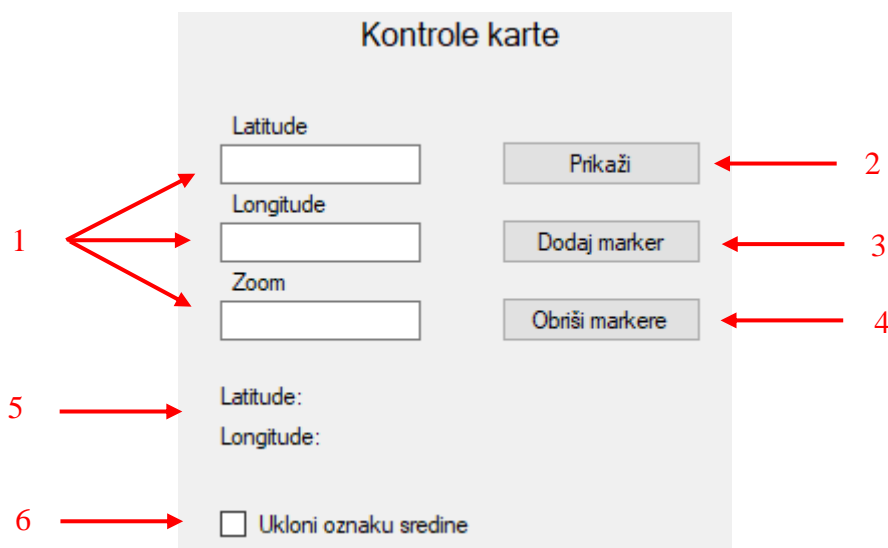 Kontrole karte
Latitude
Prikaži
2
Longitude
1
Dodaj marker
3
Zoom
Obriši markere
4
Latitude:
5
Longitude:
6
Ukloni oznaku sredine